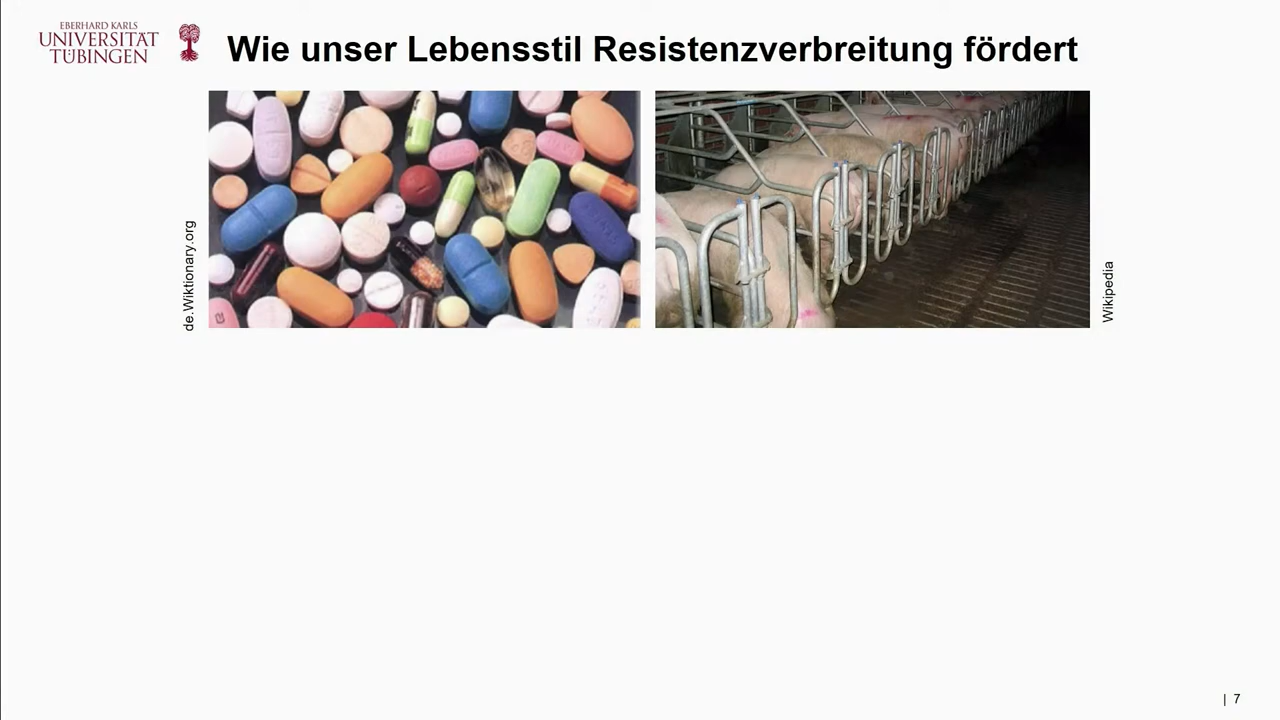 EBERHARD KARLS
UNIVERSITÄT
TÜBINGEN
Wie unser Lebensstil Resistenzverbreitung fördert
de.Wiktionary.org
Wikipedia
| 7